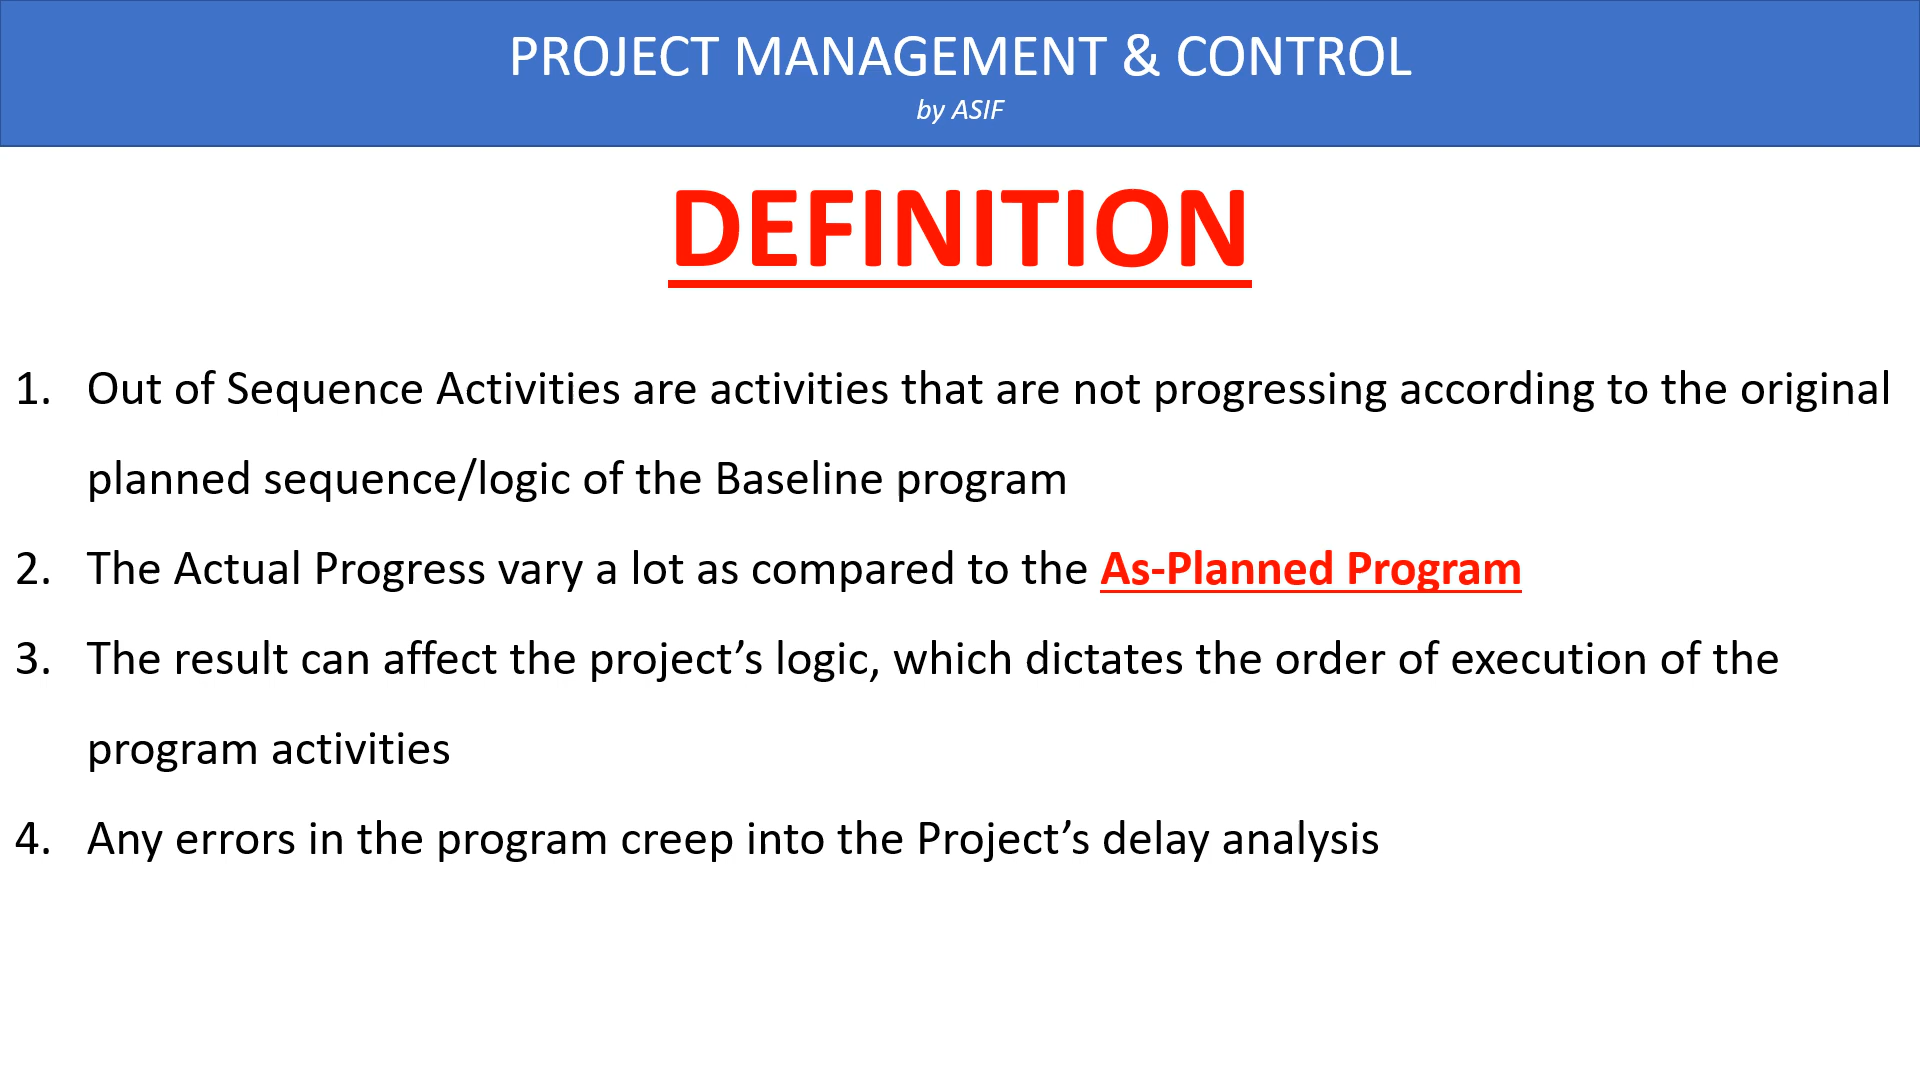 PROJECT MANAGEMENT & CONTROL
by ASIF
DEFINITION
1. Out of Sequence Activities are activities that are not progressing according to the original
planned sequence/logic of the Baseline program
2. The Actual Progress vary a lot as compared to the As-Planned Program
3. The result can affect the project’s logic, which dictates the order of execution of the
program activities
4. Any errors in the program creep into the Project’s delay analysis